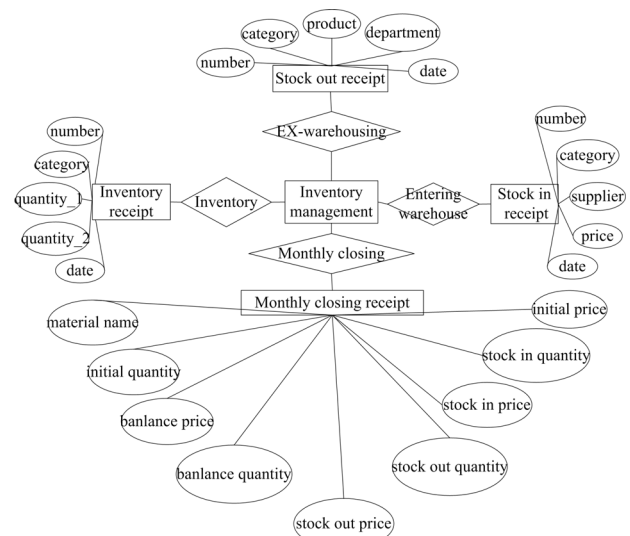 product
category
department
number
date
Stock out receipt
EX-warehousing
number
category
quantity_1
quantity_2
date
Inventory
receipt
Inventory
Inventory
management
Entering
warehouse
Stock in
receipt
number
category
supplier
price
date
Monthly closing
Monthly closing receipt
material name
initial price
initial quantity
stock in quantity
banlance price
stock in price
banlance quantity
stock out quantity
stock out price